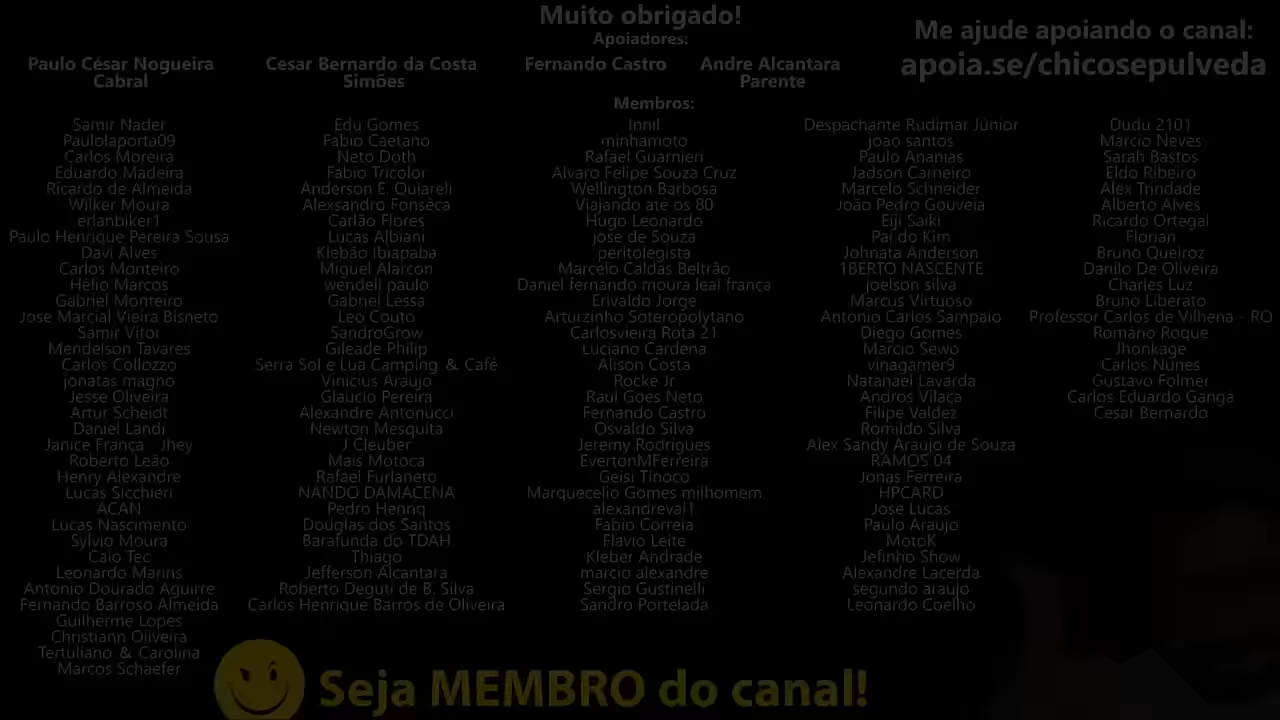 Muito obrigado!
Apoiadores:
Me ajude apoiando o canal:
apoia.se/chicosepulveda
Paulo César Nogueira
Cabral
Cesar Bernardo da Costa
Simões
Fernando Castro
Andre Alcantara
Parente
Membros:
Samir Nader
Paulolaporta09
Carlos Moreira
Eduardo Madeira
Ricardo de Almeida
Wilker Moura
erlanbiker1
Paulo Henrique Pereira Sousa
Davi Alves
Carlos Monteiro
Hélio Marcos
Gabriel Monteiro
Jose Marcial Vieira Bisneto
Samir Vitor
Mendelson Tavares
Carlos Collozzo
jonatas magno
Jesse Oliveira
Artur Scheidt
Daniel Landi
Janice França _ Jhey
Roberto Leão
Henry Alexandre
Lucas Sicchieri
ACAN
Lucas Nascimento
Sylvio Moura
Caio Tec
Leonardo Marins
Antonio Dourado Aguirre
Fernando Barroso Almeida
Guilherme Lopes
Christiann Oliveira
Tertuliano & Carolina
Marcos Schaefer
Edu Gomes
Fabio Caetano
Neto Doth
Fabio Tricolor
Anderson E. Quiareli
Alexsandro Fonsêca
Carlão Flores
Lucas Albiani
Klebão Ibiapaba
Miguel Alarcon
wendell paulo
Gabriel Lessa
Leo Couto
SandroGrow
Gileade Philip
Serra Sol e Lua Camping & Café
Vinicius Araujo
Glaucio Pereira
Alexandre Antonucci
Newton Mesquita
J Cleuber
Mais Motoca
Rafael Furlaneto
NANDO DAMACENA
Pedro Henriq
Douglas dos Santos
Barafunda do TDAH
Thiago
Jefferson Alcantara
Roberto Deguti de B. Silva
Carlos Henrique Barros de Oliveira
Innil
minhamoto
Rafael Guarnieri
Alvaro Felipe Souza Cruz
Wellington Barbosa
Viajando até os 80
Hugo Leonardo
jose de Souza
peritolegista
Marcelo Caldas Beltrão
Daniel fernando moura leal frança
Erivaldo Jorge
Arturzinho Soteropolytano
Carlosvieira Rota 21
Luciano Cardena
Alison Costa
Rocke Jr
Raul Goes Neto
Fernando Castro
Osvaldo Silva
Jeremy Rodrigues
EvertonMFerreira
Geisi Tinoco
Marquecelio Gomes milhomem
alexandreval1
Fabio Correia
Flavio Leite
Kleber Andrade
marcio alexandre
Sergio Gustinelli
Sandro Portelada
Despachante Rudimar Júnior
joao santos
Paulo Ananias
Jadson Carneiro
Marcelo Schneider
João Pedro Gouveia
Eiji Saiki
Pai do Kim
Johnata Anderson
1BERTO NASCENTE
joelson silva
Marcus Virtuoso
Antonio Carlos Sampaio
Diego Gomes
Marcio Sewo
vinagamer9
Natanael Lavarda
Andros Vilaça
Filipe Valdez
Romildo Silva
Alex Sandy Araujo de Souza
RAMOS 04
Jonas Ferreira
HPCARD
Jose Lucas
Paulo Araujo
MotoK
Jefinho Show
Alexandre Lacerda
segundo araujo
Leonardo Coelho
Dudu 2101
Márcio Neves
Sarah Bastos
Eldo Ribeiro
Alex Trindade
Alberto Alves
Ricardo Ortegal
Florian
Bruno Queiroz
Danilo De Oliveira
Charles Luz
Bruno Liberato
Professor Carlos de Vilhena - RO
Romário Roque
Jhonkage
Carlos Nunes
Gustavo Folmer
Carlos Eduardo Ganga
Cesar Bernardo
Seja MEMBRO do canal!